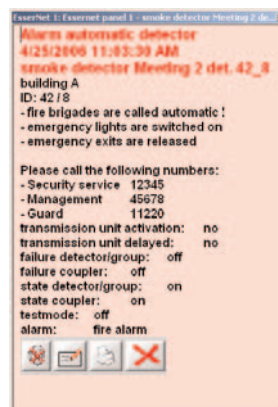 EsserNet 1: Essernet panel 1 - smoke detector Meeting 2 de...
Alarm automatic detector
4/25/2006 11:03:30 AM
smoke detector Meeting 2 det. 42_8
building A
ID: 42 / 8
- fire brigades are called automatic !
- emergency lights are switched on
- emergency exits are released
Please call the following numbers:
- Security service 12345
- Management 45678
- Guard 11220
transmission unit activation: no
transmission unit delayed: no
failure detector/group: off
failure coupler: off
state detector/group: on
state coupler: on
testmode: off
alarm: fire alarm